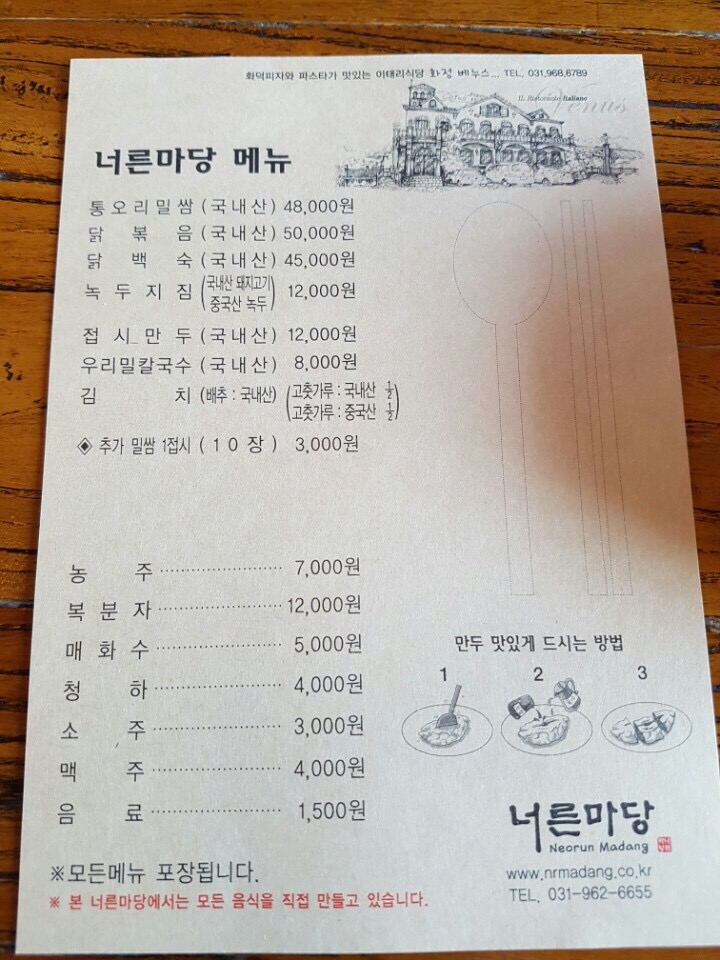 화덕피자와 파스타가 맛있는 이태리식당 화정 베누스... TEL. 031.968.6789
IL Ristorante Italiano
Venus
너른마당 메뉴
통오리밀쌈 (국내산) 48,000원
닭볶음 (국내산) 50,000원
닭백숙 (국내산) 45,000원
녹두지짐 (국내산 돼지고기 중국산 녹두) 12,000원
접시만두 (국내산) 12,000원
우리밀칼국수 (국내산) 8,000원
김치 (배추 : 국내산) (고춧가루 : 국내산 ½ 고춧가루 : 중국산 ½)
◈ 추가 밀쌈 1접시 (10장) 3,000원
농주 7,000원
복분자 12,000원
매화수 5,000원
청하 4,000원
소주 3,000원
맥주 4,000원
음료 1,500원
※모든메뉴 포장됩니다.
※ 본 너른마당에서는 모든 음식을 직접 만들고 있습니다.
만두 맛있게 드시는 방법
1 2 3
너른마당
Neorun Madang
www.nrmadang.co.kr
TEL. 031-962-6655